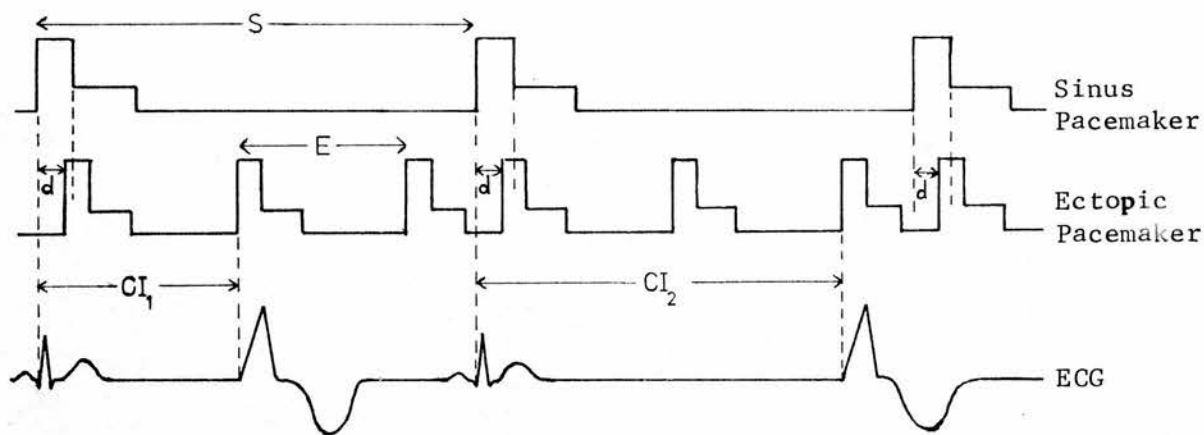 S
Sinus
Pacemaker
E
d
d
d
Ectopic
Pacemaker
CI₁
CI₂
ECG